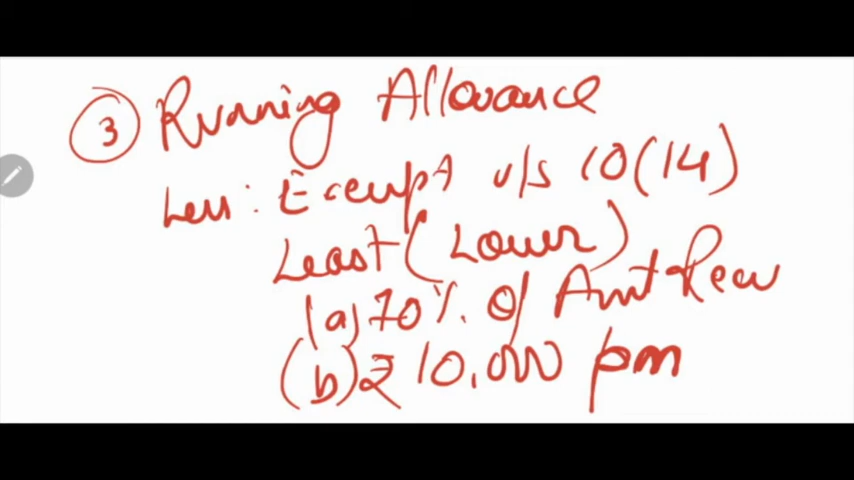 ③ Running Allowance
Less: Exempt u/s 10(14)
Least (Lower)
(a) 70% of Amt Recv
(b) ₹ 10,000 pm